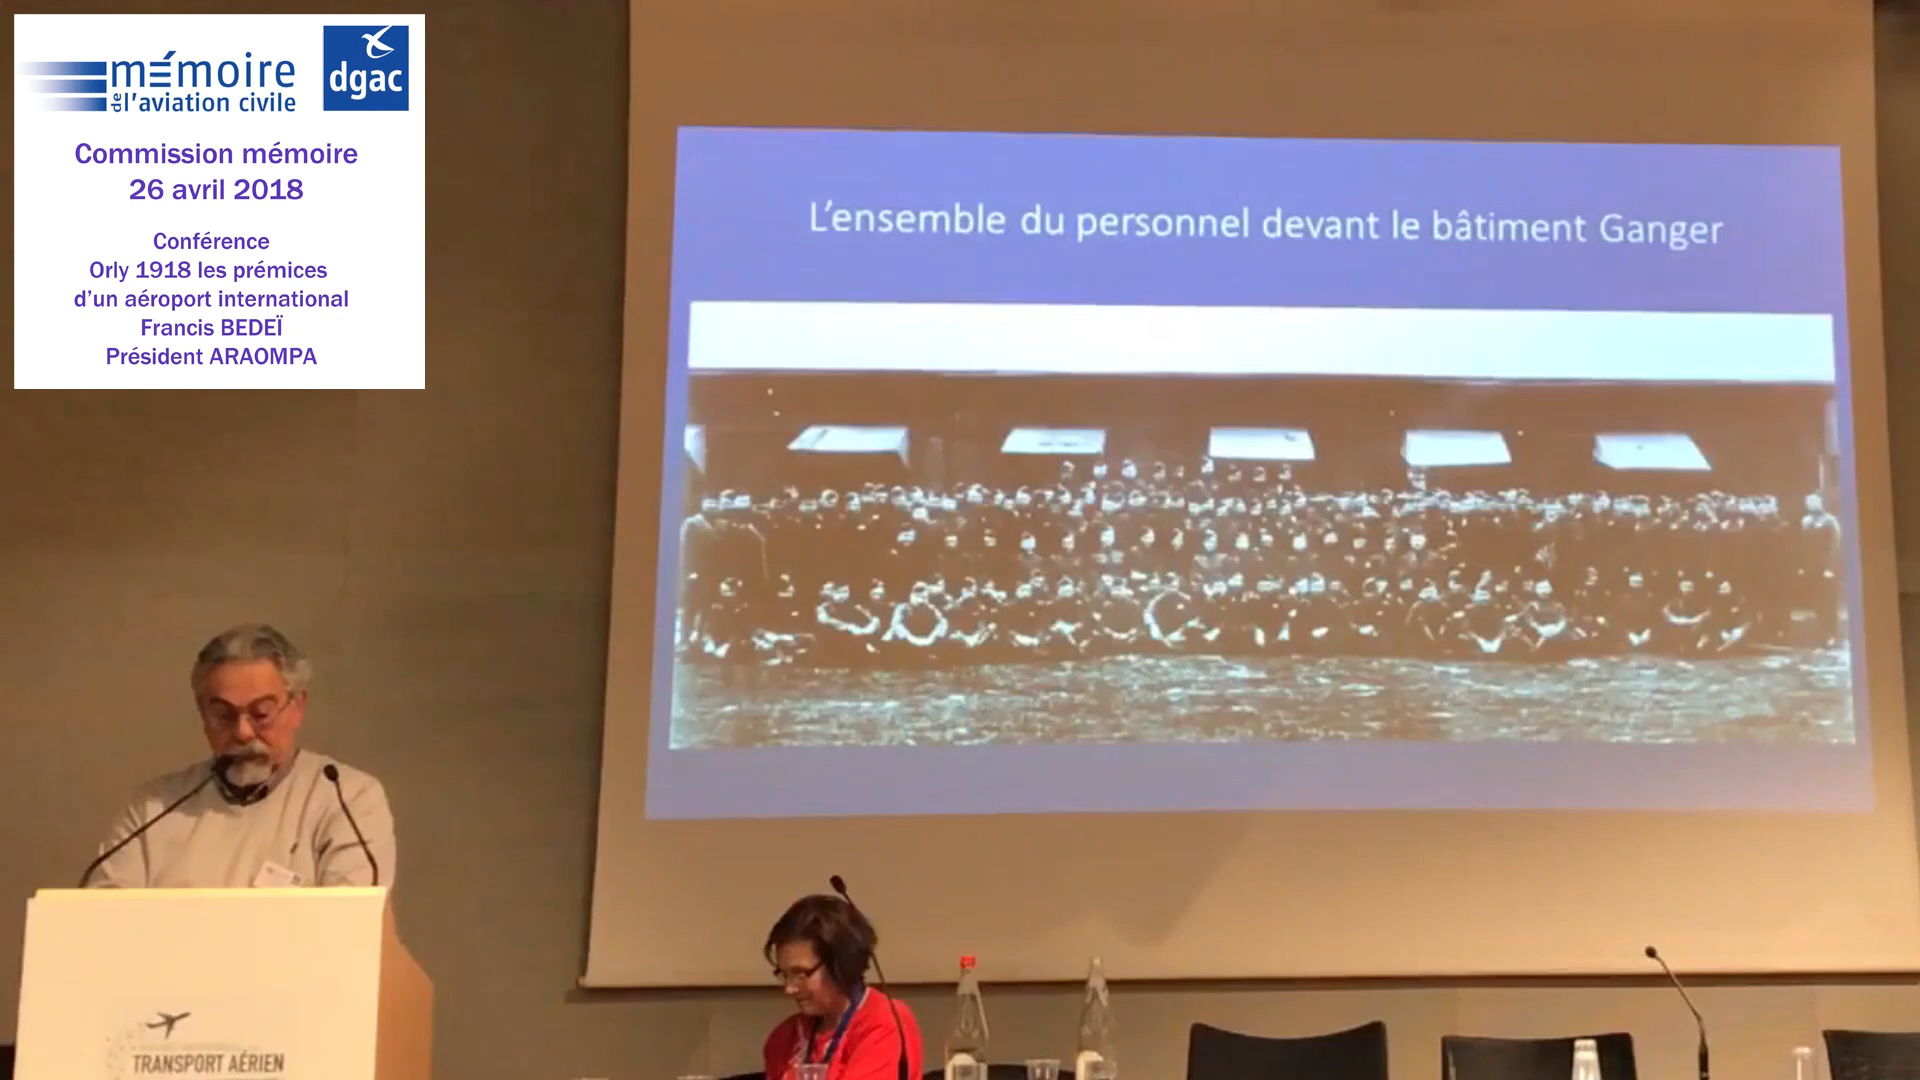 mÉmoire
de l'aviation civile
dgac
Commission mémoire
26 avril 2018
Conférence
Orly 1918 les prémices
d'un aéroport international
Francis BEDEÏ
Président ARAOMPA
L'ensemble du personnel devant le bâtiment Ganger
TRANSPORT AÉRIEN